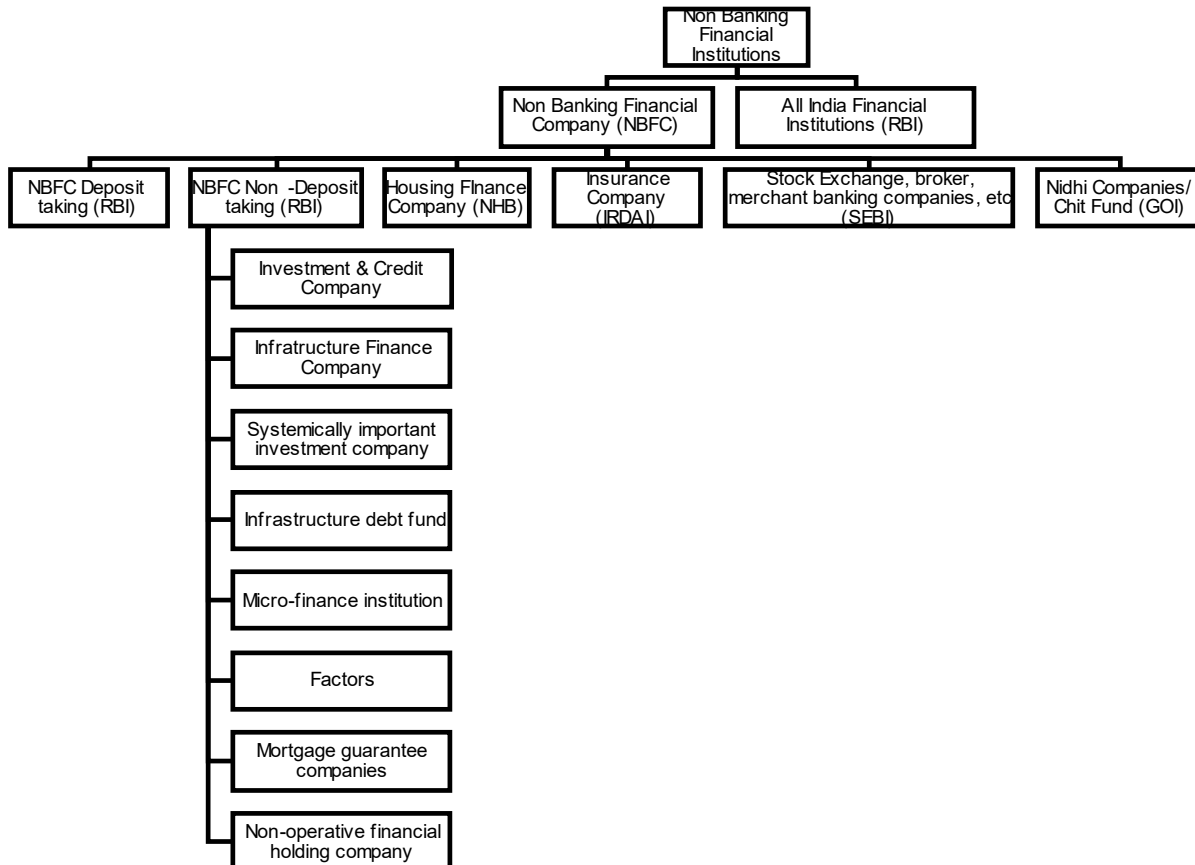 Non Banking
Financial
Institutions
Non Banking Financial
Company (NBFC)
All India Financial
Institutions (RBI)
NBFC Deposit
taking (RBI)
NBFC Non -Deposit
taking (RBI)
Housing FInance
Company (NHB)
Insurance
Company
(IRDAI)
Stock Exchange, broker,
merchant banking companies, etc
(SEBI)
Nidhi Companies/
Chit Fund (GOI)
Investment & Credit
Company
Infratructure Finance
Company
Systemically important
investment company
Infrastructure debt fund
Micro-finance institution
Factors
Mortgage guarantee
companies
Non-operative financial
holding company